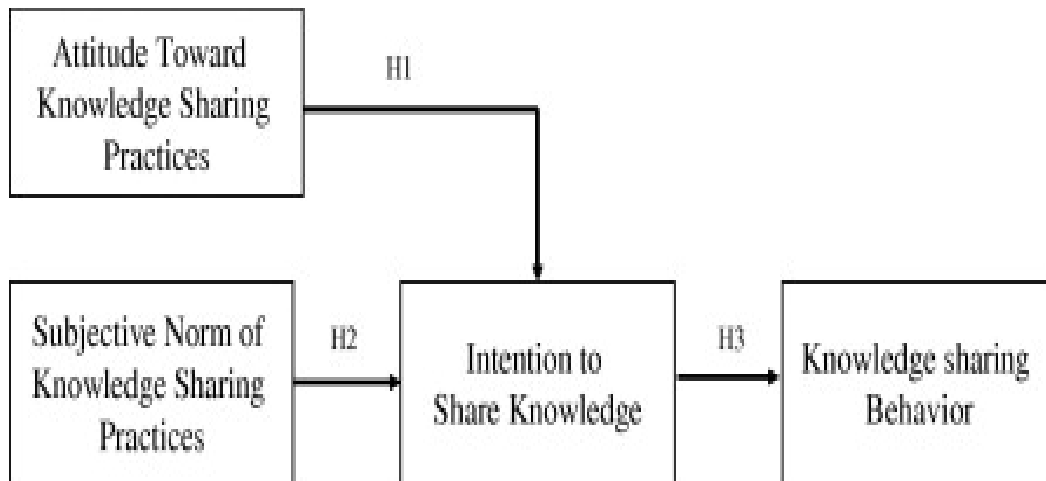 Attitude Toward
Knowledge Sharing
Practices
H1
Subjective Norm of
Knowledge Sharing
Practices
H2
Intention to
Share Knowledge
H3
Knowledge sharing
Behavior